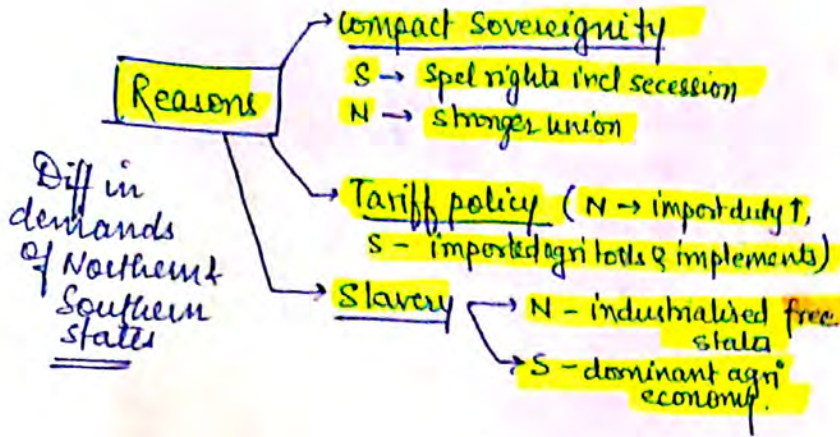 Compact Sovereignity
S → Spcl rights incl secession
N → stronger union
Reasons
Diff in
demands
of Northern &
Southern
states
Tariff policy (N → import duty ↑,
S - imported agri tools & implements)
Slavery
N - industrialised free
states
S - dominant agri
economy.